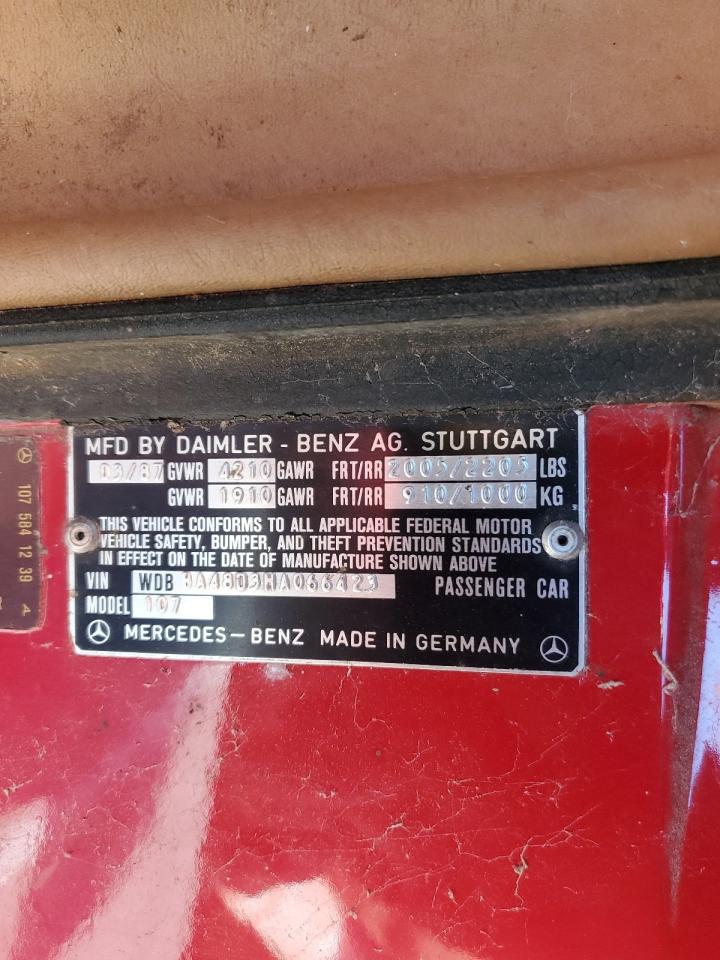 MFD BY DAIMLER - BENZ AG. STUTTGART
03/87 GVWR 4210 GAWR FRT/RR 2005/2205 LBS
GVWR 1910 GAWR FRT/RR 910/1000 KG
THIS VEHICLE CONFORMS TO ALL APPLICABLE FEDERAL MOTOR
VEHICLE SAFETY, BUMPER, AND THEFT PREVENTION STANDARDS
IN EFFECT ON THE DATE OF MANUFACTURE SHOWN ABOVE
VIN WDB PASSENGER CAR
MODEL 107
MERCEDES-BENZ MADE IN GERMANY
107 584 12 39 4